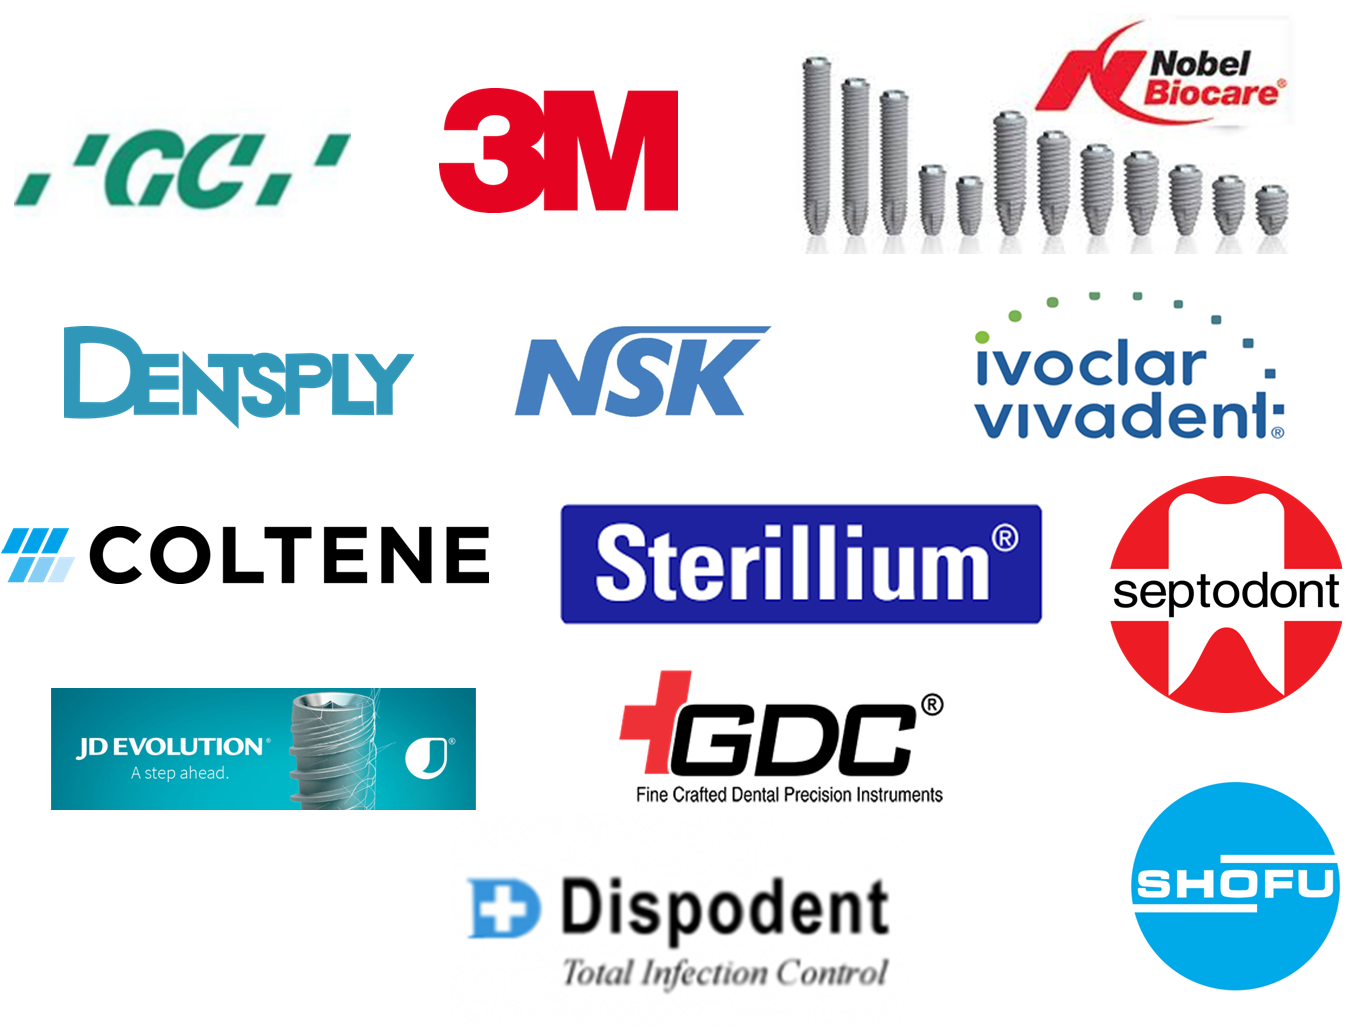 GC
3M
Nobel
Biocare®
DENTSPLY
NSK
ivoclar
vivadent®
COLTENE
Sterillium®
septodont
JD EVOLUTION®
A step ahead.
®
GDC®
Fine Crafted Dental Precision Instruments
SHOFU
Dispodent
Total Infection Control